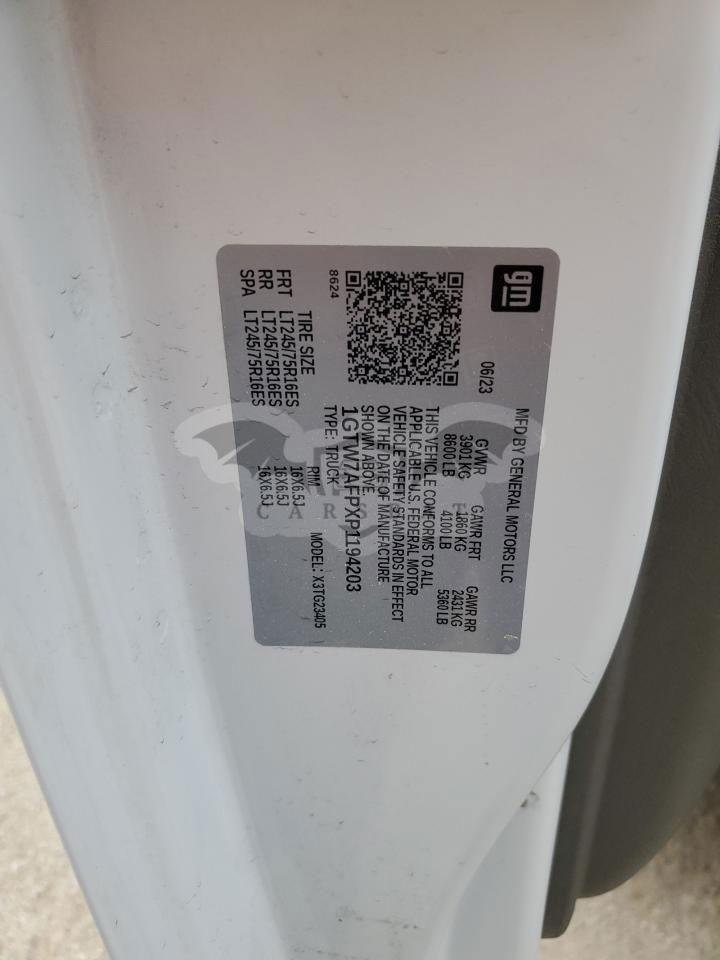 gm
MFD BY GENERAL MOTORS LLC
06/23
GVWR GAWR FRT GAWR RR
3901 KG 1860 KG 2431 KG
8600 LB 4100 LB 5360 LB
THIS VEHICLE CONFORMS TO ALL
APPLICABLE U.S. FEDERAL MOTOR
VEHICLE SAFETY STANDARDS IN EFFECT
ON THE DATE OF MANUFACTURE
SHOWN ABOVE.
1GTW7AFPXP1194203
TYPE: TRUCK MODEL: X3TG23405
8624
TIRE SIZE RIM
FRT LT245/75R16ES 16X6.5J
RR LT245/75R16ES 16X6.5J
SPA LT245/75R16ES 16X6.5J
CARS